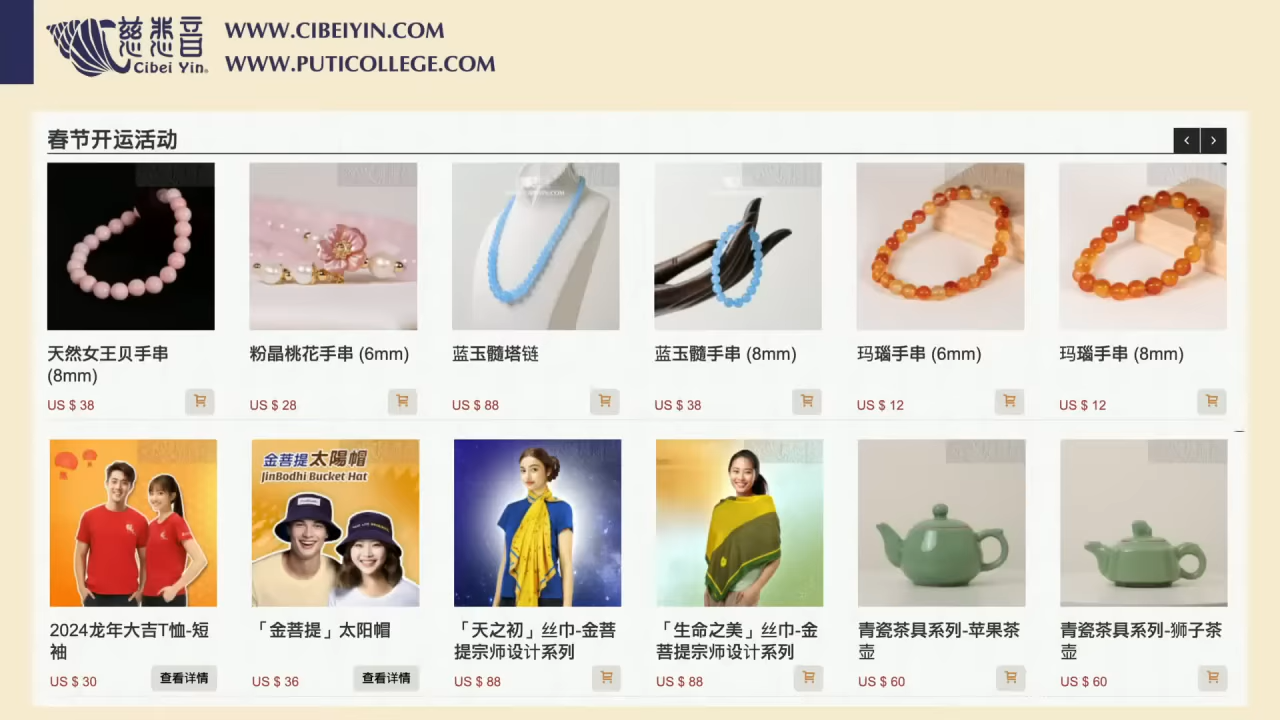 慈悲音
Cibei Yin®
WWW.CIBEIYIN.COM
WWW.PUTICOLLEGE.COM
春节开运活动
天然女王贝手串
(8mm)
US $ 38
粉晶桃花手串 (6mm)
US $ 28
蓝玉髓塔链
US $ 88
蓝玉髓手串 (8mm)
US $ 38
玛瑙手串 (6mm)
US $ 12
玛瑙手串 (8mm)
US $ 12
2024龙年大吉T恤-短
袖
US $ 30
查看详情
金菩提太陽帽
JinBodhi Bucket Hat
「金菩提」太阳帽
US $ 36
查看详情
「天之初」丝巾-金菩
提宗师设计系列
US $ 88
「生命之美」丝巾-金
菩提宗师设计系列
US $ 88
青瓷茶具系列-苹果茶
壶
US $ 60
青瓷茶具系列-狮子茶
壶
US $ 60